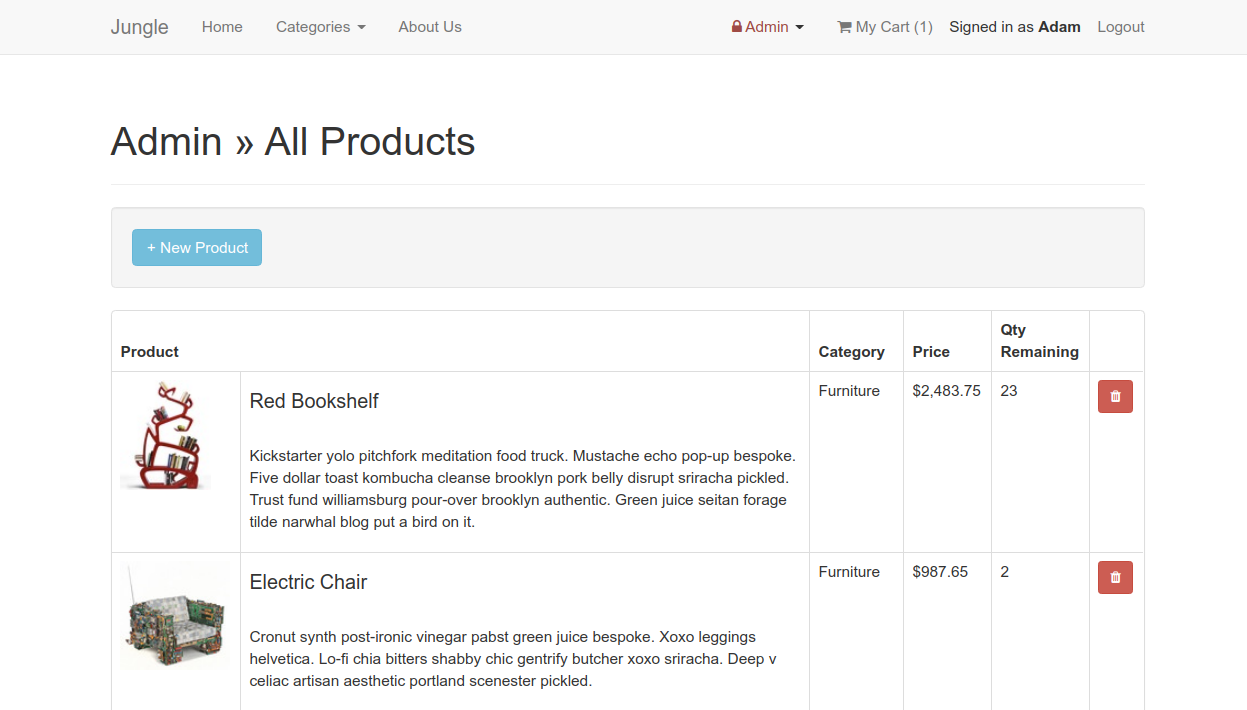 Jungle Home Categories About Us Admin My Cart (1) Signed in as Adam Logout
Admin » All Products
+ New Product
Product Category Price Qty Remaining
Red Bookshelf Furniture $2,483.75 23
Kickstarter yolo pitchfork meditation food truck. Mustache echo pop-up bespoke.
Five dollar toast kombucha cleanse brooklyn pork belly disrupt sriracha pickled.
Trust fund williamsburg pour-over brooklyn authentic. Green juice seitan forage
tilde narwhal blog put a bird on it.
Electric Chair Furniture $987.65 2
Cronut synth post-ironic vinegar pabst green juice bespoke. Xoxo leggings
helvetica. Lo-fi chia bitters shabby chic gentrify butcher xoxo sriracha. Deep v
celiac artisan aesthetic portland scenester pickled.